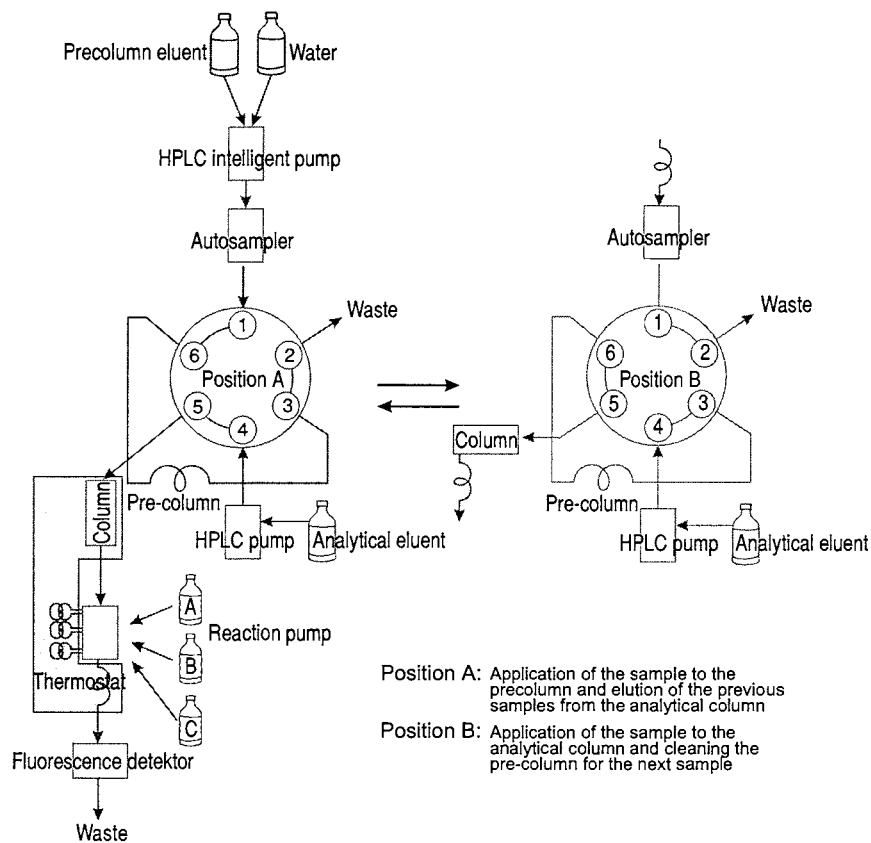 Precolumn eluent
Water
HPLC intelligent pump
Autosampler
Waste
1
2
3
4
5
6
Position A
Column
Pre-column
HPLC pump
Analytical eluent
A
B
C
Reaction pump
Thermostat
Fluorescence detektor
Waste
Autosampler
Waste
1
2
3
4
5
6
Position B
Column
Pre-column
HPLC pump
Analytical eluent
Position A: Application of the sample to the
precolumn and elution of the previous
samples from the analytical column
Position B: Application of the sample to the
analytical column and cleaning the
pre-column for the next sample